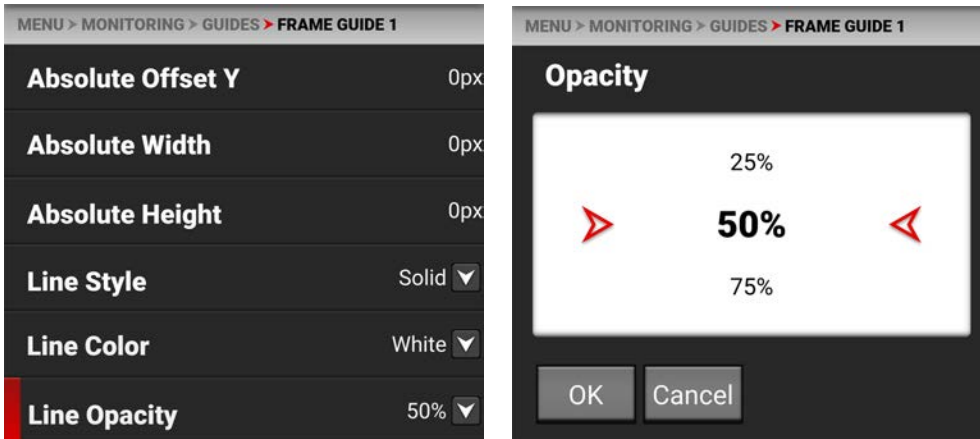 MENU > MONITORING > GUIDES > FRAME GUIDE 1
Absolute Offset Y 0px
Absolute Width 0px
Absolute Height 0px
Line Style Solid
Line Color White
Line Opacity 50%
MENU > MONITORING > GUIDES > FRAME GUIDE 1
Opacity
25%
50%
75%
OK Cancel